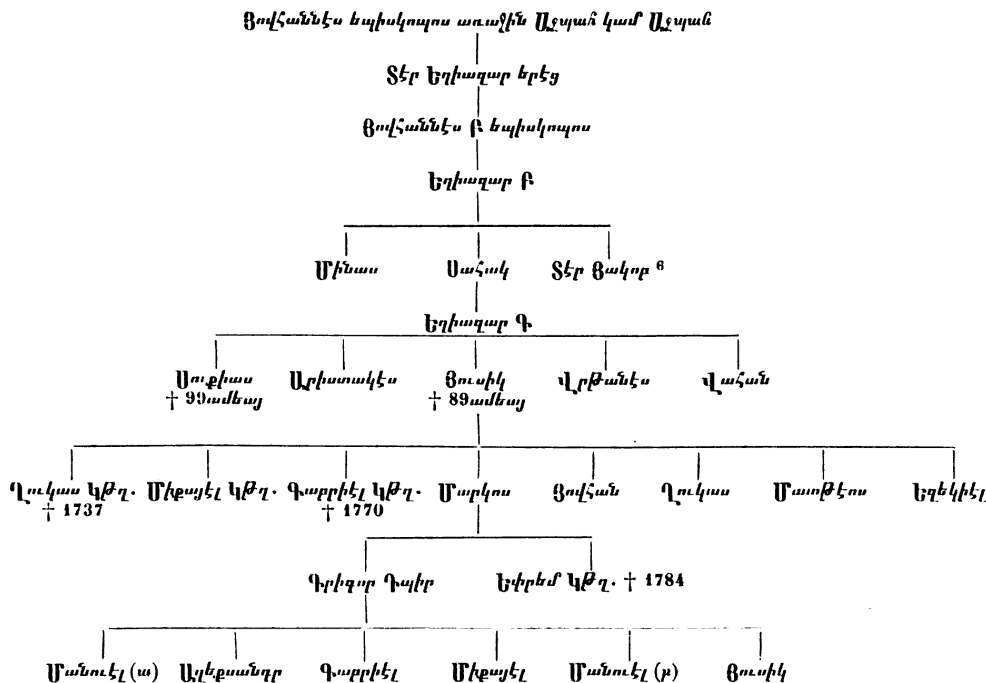 Յովհաննէս եպիսկոպոս առաջին Աջպահ կամ Աջպան
Տէր Եղիազար երէց
Յովհաննէս Բ եպիսկոպոս
Եղիազար Բ
Մինաս Սահակ Տէր Յակոբ 6
Եղիազար Գ
Սուքիաս Արիստակէս Յուսիկ Վրթանէս Վահան
† 99ամեայ † 89ամեայ
Ղուկաս Կթղ. Միքայէլ Կթղ. Գաբրիէլ Կթղ. Մարկոս Յովհան Ղուկաս Մատթէոս Եզեկիէլ
† 1737 † 1770
Գրիգոր Դպիր Եփրեմ Կթղ. † 1784
Մանուէլ (ա) Աղեքսանդր Գաբրիէլ Միքայէլ Մանուէլ (բ) Յուսիկ